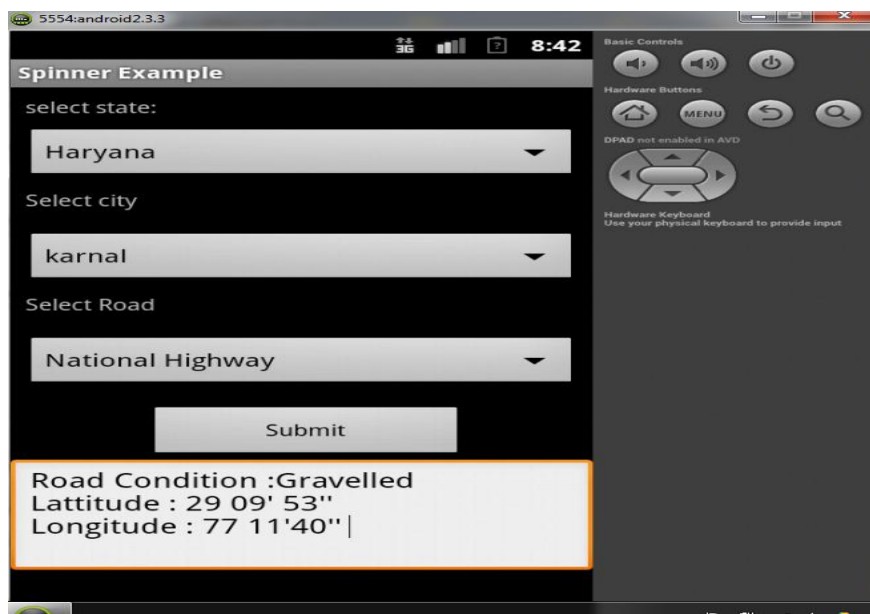 5554:android2.3.3
3G 8:42
Spinner Example
select state:
Haryana
Select city
karnal
Select Road
National Highway
Submit
Road Condition :Gravelled
Lattitude : 29 09' 53''
Longitude : 77 11'40''
Basic Controls
Hardware Buttons
MENU
DPAD not enabled in AVD
Hardware Keyboard
Use your physical keyboard to provide input